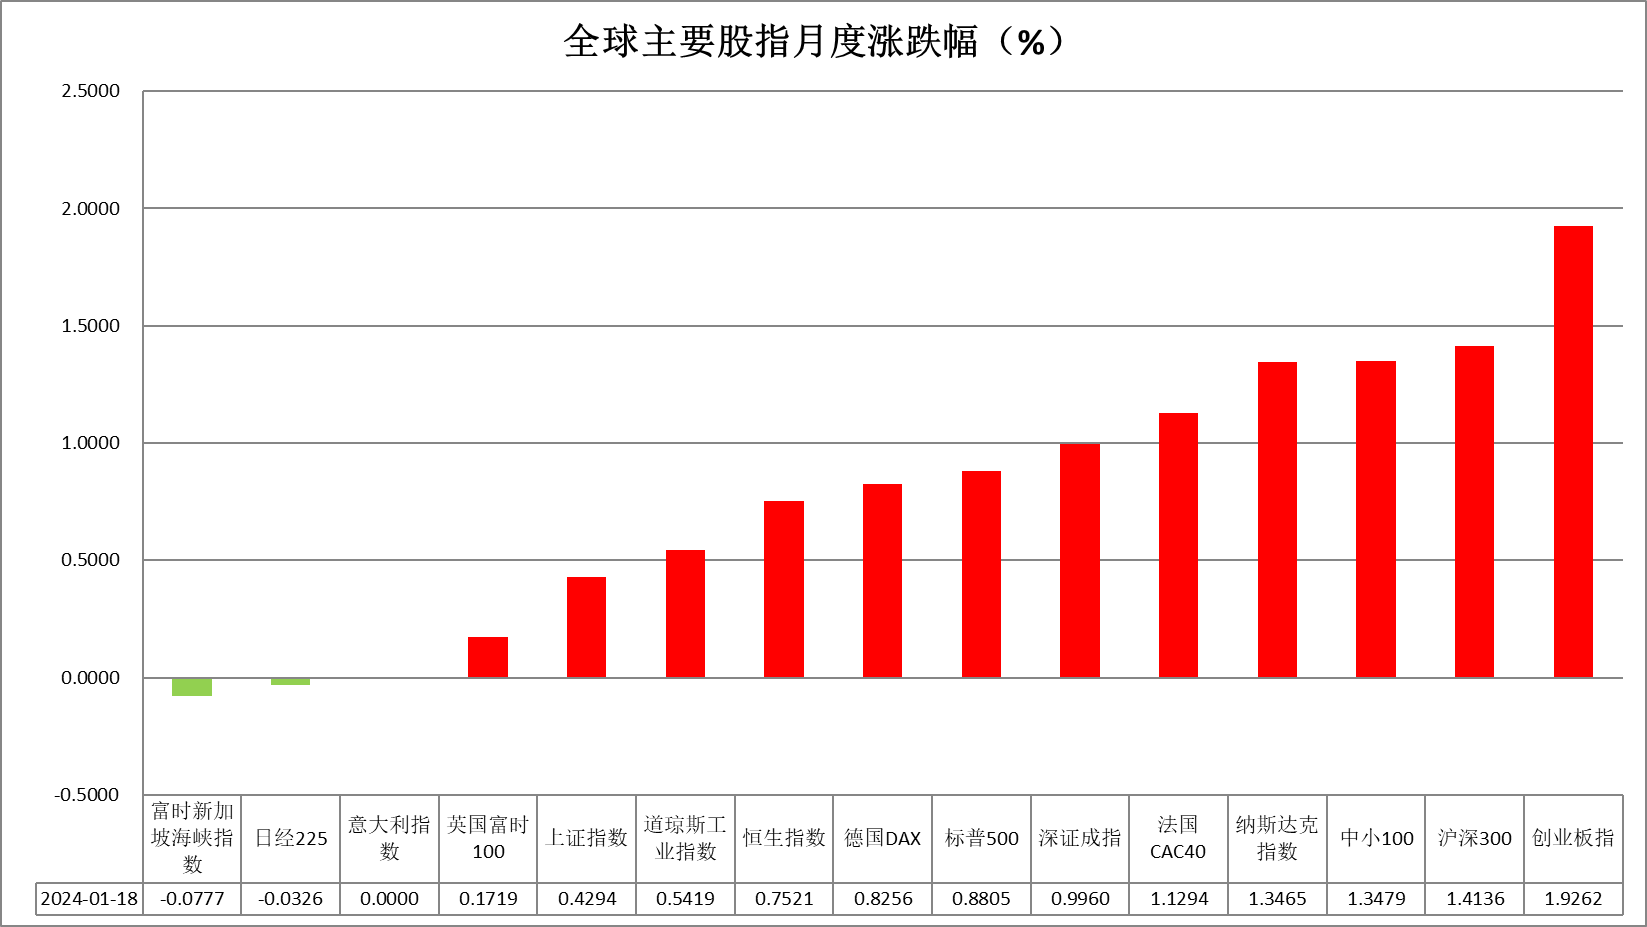 全球主要股指月度涨跌幅（%）
2.5000
2.0000
1.5000
1.0000
0.5000
0.0000
-0.5000
富时新加
坡海峡指
数
日经225
意大利指
数
英国富时
100
上证指数
道琼斯工
业指数
恒生指数
德国DAX
标普500
深证成指
法国
CAC40
纳斯达克
指数
中小100
沪深300
创业板指
2024-01-18 -0.0777 -0.0326 0.0000 0.1719 0.4294 0.5419 0.7521 0.8256 0.8805 0.9960 1.1294 1.3465 1.3479 1.4136 1.9262